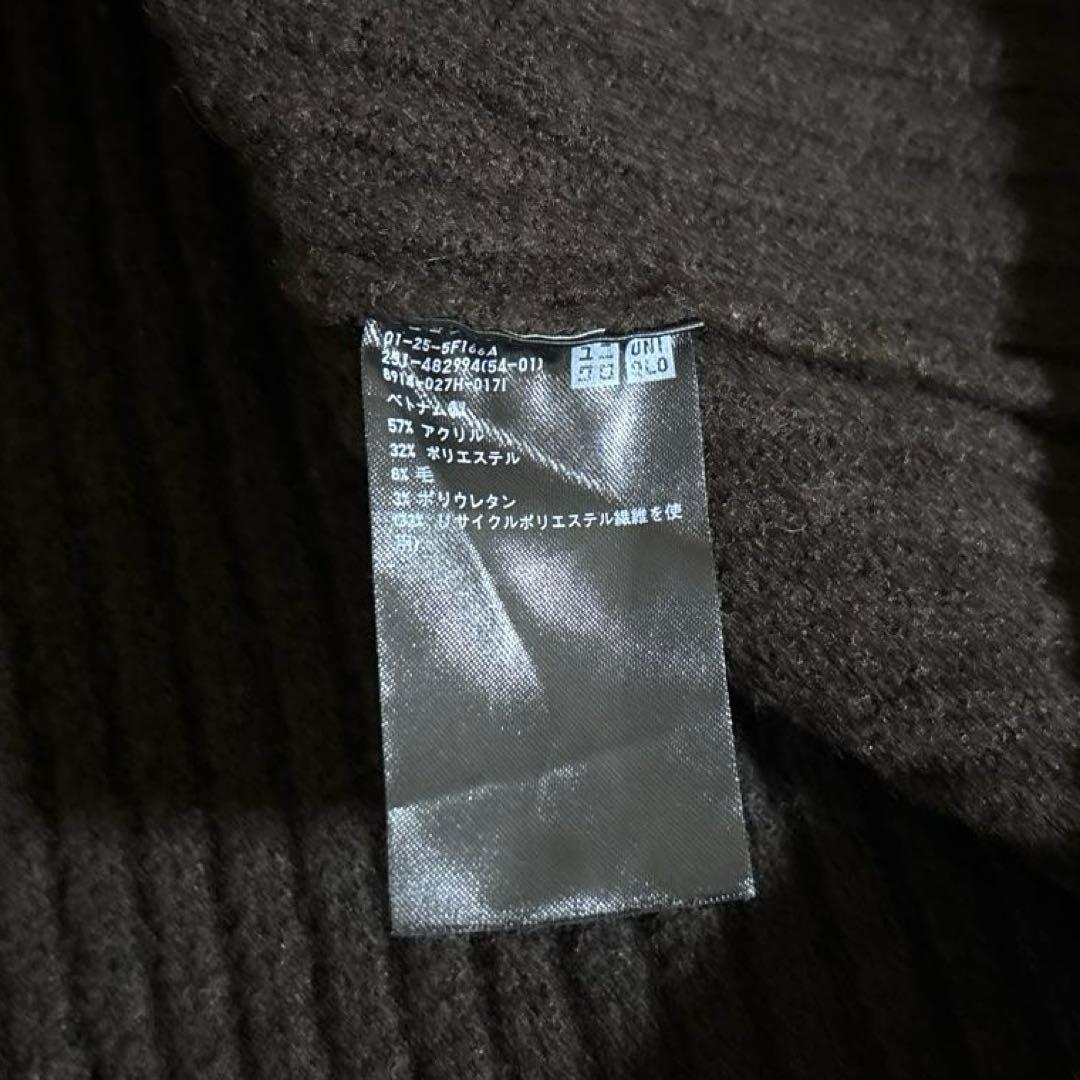 01-25-5F166A
251-482994(54-01)
8914-027H-0171
ベトナム製
57% アクリル
32% ポリエステル
8% 毛
3% ポリウレタン
(32% リサイクルポリエステル繊維を使
用)
ユニ
クロ
UNI
QLO